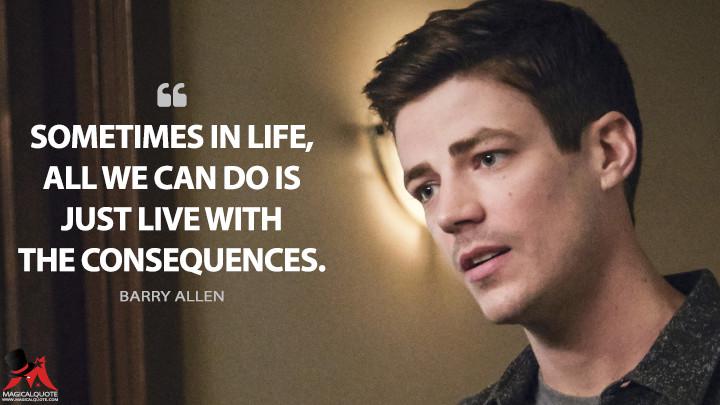 “
SOMETIMES IN LIFE,
ALL WE CAN DO IS
JUST LIVE WITH
THE CONSEQUENCES.
BARRY ALLEN
MAGICALQUOTE
WWW.MAGICALQUOTE.COM